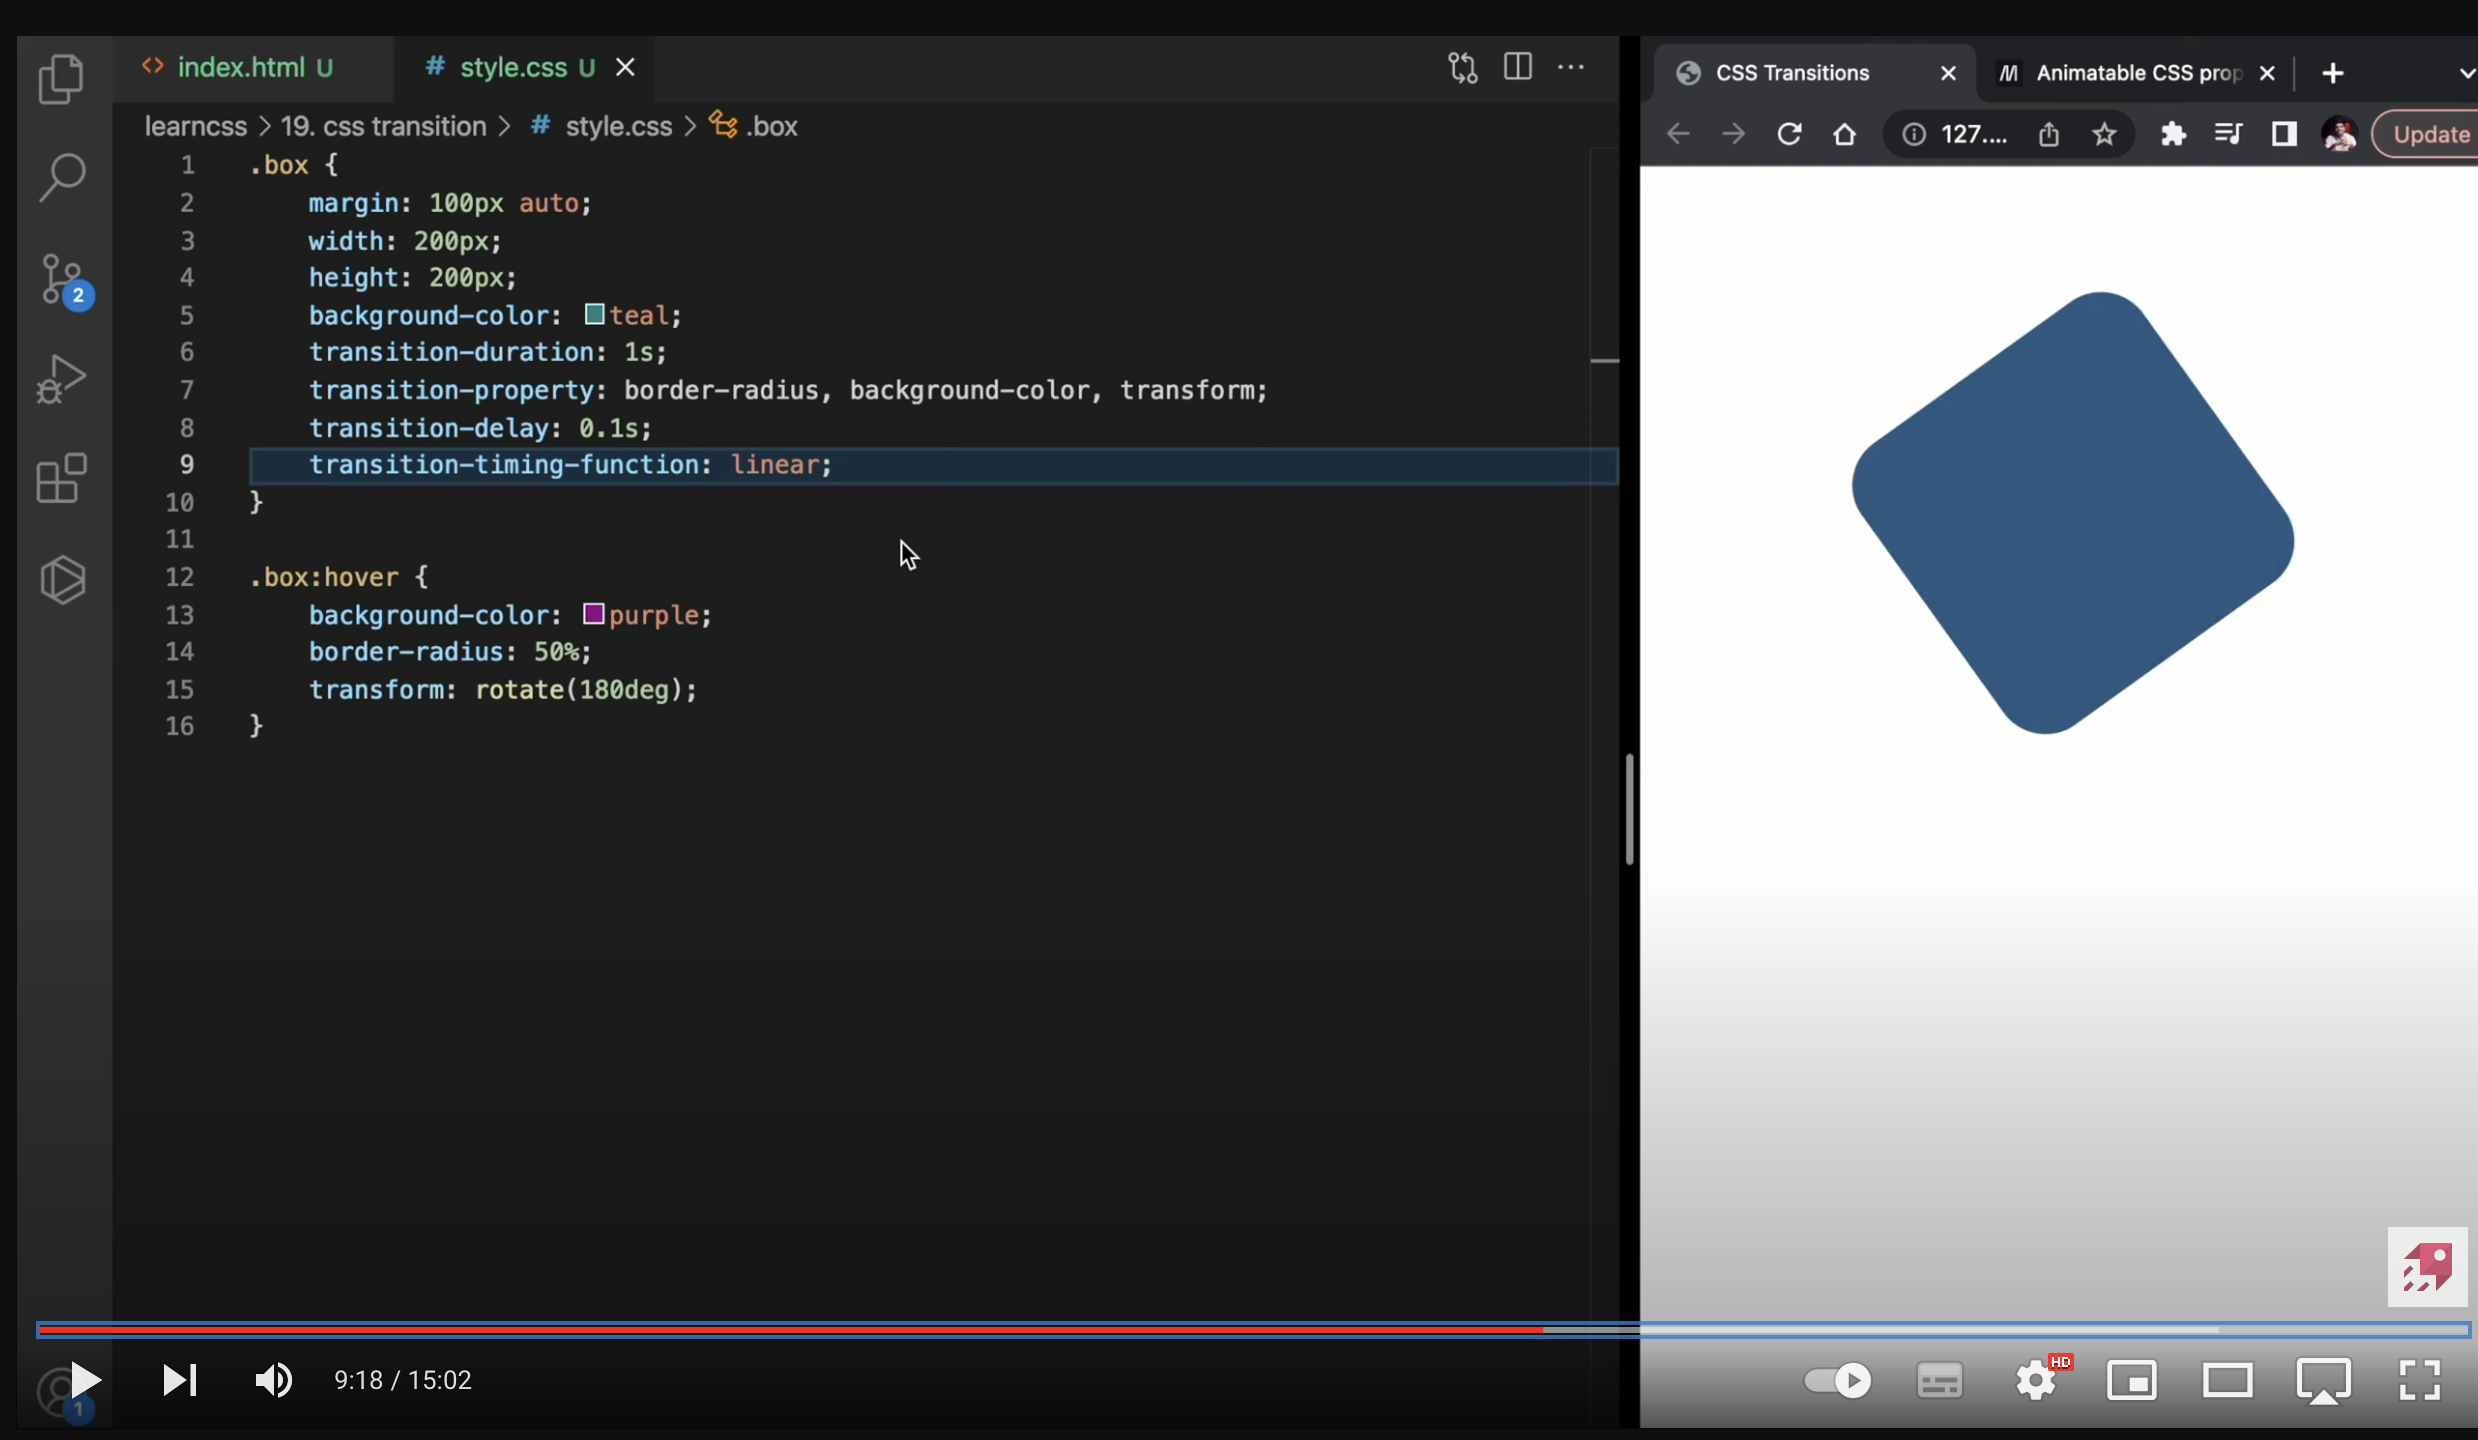 index.html U
style.css U
CSS Transitions
Animatable CSS prop
learncss > 19. css transition > # style.css > .box
127....
Update
1 .box {
2 margin: 100px auto;
3 width: 200px;
4 height: 200px;
5 background-color: teal;
6 transition-duration: 1s;
7 transition-property: border-radius, background-color, transform;
8 transition-delay: 0.1s;
9 transition-timing-function: linear;
10 }
11
12 .box:hover {
13 background-color: purple;
14 border-radius: 50%;
15 transform: rotate(180deg);
16 }
2
1
9:18 / 15:02
HD